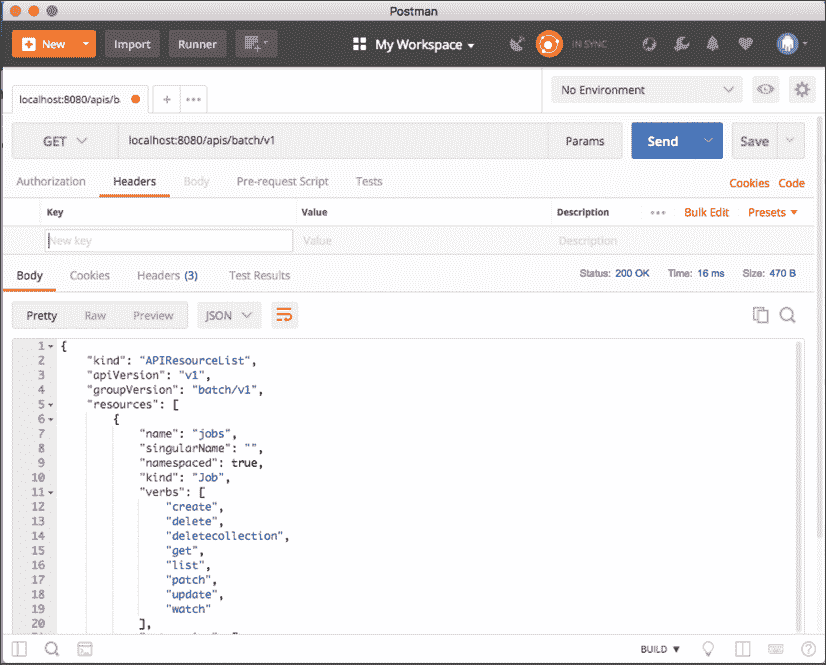 Postman
New Import Runner My Workspace IN SYNC
localhost:8080/apis/b + ••• No Environment
GET localhost:8080/apis/batch/v1 Params Send Save
Authorization Headers Body Pre-request Script Tests Cookies Code
Key Value Description ••• Bulk Edit Presets
New key Value Description
Body Cookies Headers (3) Test Results Status: 200 OK Time: 16 ms Size: 470 B
Pretty Raw Preview JSON
1 {
2 "kind": "APIResourceList",
3 "apiVersion": "v1",
4 "groupVersion": "batch/v1",
5 "resources": [
6 {
7 "name": "jobs",
8 "singularName": "",
9 "namespaced": true,
10 "kind": "Job",
11 "verbs": [
12 "create",
13 "delete",
14 "deletecollection",
15 "get",
16 "list",
17 "patch",
18 "update",
19 "watch"
20 ],
BUILD